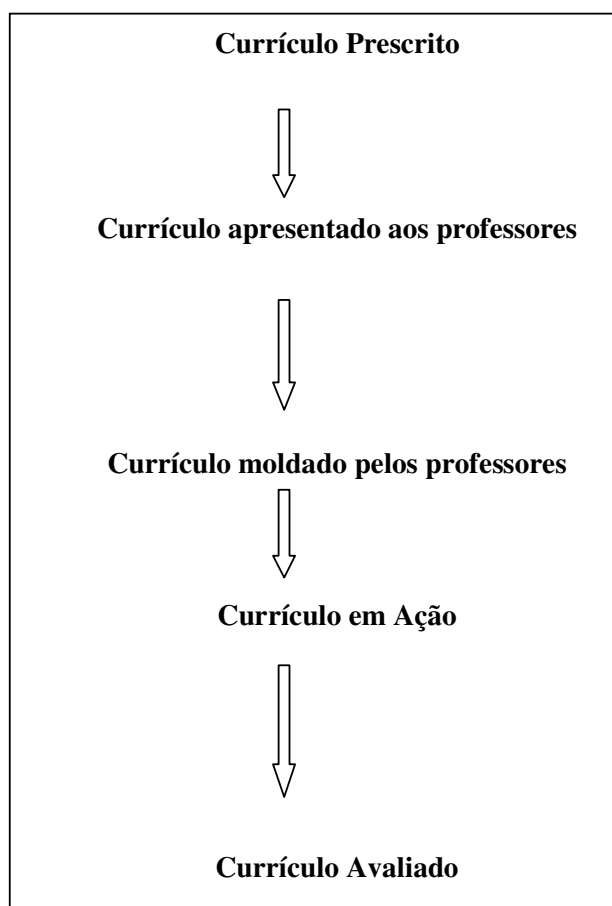 Currículo Prescrito
Currículo apresentado aos professores
Currículo moldado pelos professores
Currículo em Ação
Currículo Avaliado